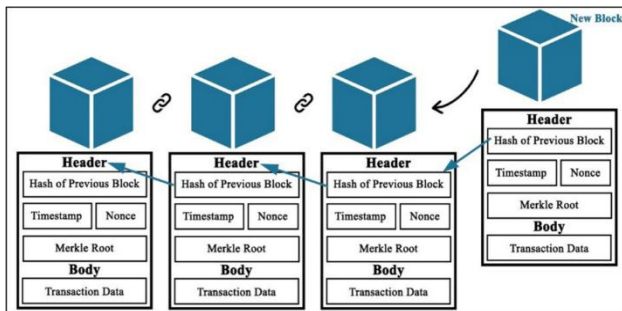 New Block
Header
Hash of Previous Block
Timestamp
Nonce
Merkle Root
Body
Transaction Data
Header
Hash of Previous Block
Timestamp
Nonce
Merkle Root
Body
Transaction Data
Header
Hash of Previous Block
Timestamp
Nonce
Merkle Root
Body
Transaction Data
Header
Hash of Previous Block
Timestamp
Nonce
Merkle Root
Body
Transaction Data